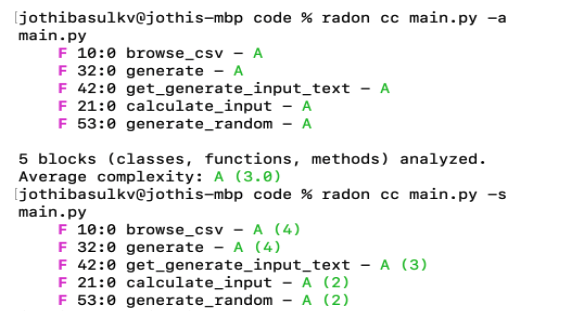 [jothibasulkv@jothis-mbp code % radon cc main.py -a
main.py
F 10:0 browse_csv - A
F 32:0 generate - A
F 42:0 get_generate_input_text - A
F 21:0 calculate_input - A
F 53:0 generate_random - A
5 blocks (classes, functions, methods) analyzed.
Average complexity: A (3.0)
[jothibasulkv@jothis-mbp code % radon cc main.py -s
main.py
F 10:0 browse_csv - A (4)
F 32:0 generate - A (4)
F 42:0 get_generate_input_text - A (3)
F 21:0 calculate_input - A (2)
F 53:0 generate_random - A (2)